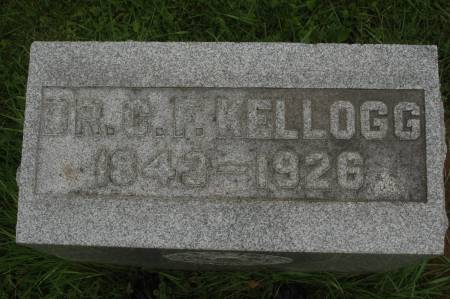 DR. C. F. KELLOGG
1843 – 1926